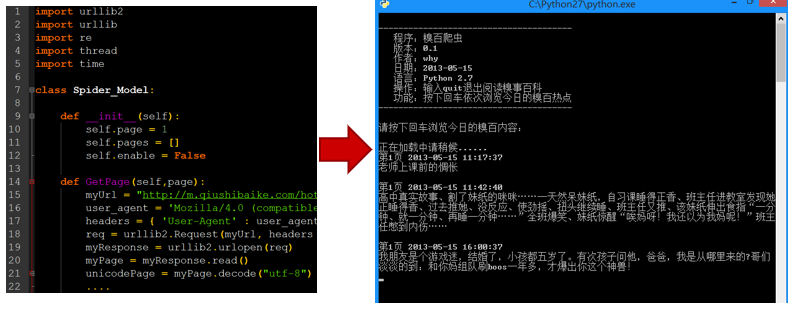 1 import urllib2
2 import urllib
3 import re
4 import thread
5 import time
6
7 class Spider_Model:
8
9 def __init__(self):
10 self.page = 1
11 self.pages = []
12 self.enable = False
13
14 def GetPage(self,page):
15 myUrl = "http://m.qiushibaike.com/hot
16 user_agent = 'Mozilla/4.0 (compatible
17 headers = { 'User-Agent' : user_agent
18 req = urllib2.Request(myUrl, headers
19 myResponse = urllib2.urlopen(req)
20 myPage = myResponse.read()
21 unicodePage = myPage.decode("utf-8")
22 ....
C:\Python27\python.exe
---------------------------------------
程序：糗百爬虫
版本：0.1
作者：why
日期：2013-05-15
语言：Python 2.7
操作：输入quit退出阅读糗事百科
功能：按下回车依次浏览今日的糗百热点
---------------------------------------
请按下回车浏览今日的糗百内容：
正在加载中请稍候......
第1页 2013-05-15 11:17:37
老师上课前的惆怅
第1页 2013-05-15 11:42:40
高中真实故事、割了妹纸的咪咪……一天然呆妹纸，自习课睡得正香、班主任进教室发现她
正睡得香、过去推她、没反应、使劲摇、扭头继续睡、班主任又推、该妹纸伸出食指“一分
钟、就一分钟、再睡一分钟……”全班爆笑、妹纸惊醒“唉妈呀！我还以为我妈呢！”班主
任憋到内伤……
第1页 2013-05-15 16:00:37
我朋友是个游戏迷，结婚了，小孩都五岁了。有次孩子问他，爸爸，我是从哪里来的?哥们
淡淡的到：和你妈组队刷boos一年多，才爆出你这个神兽！